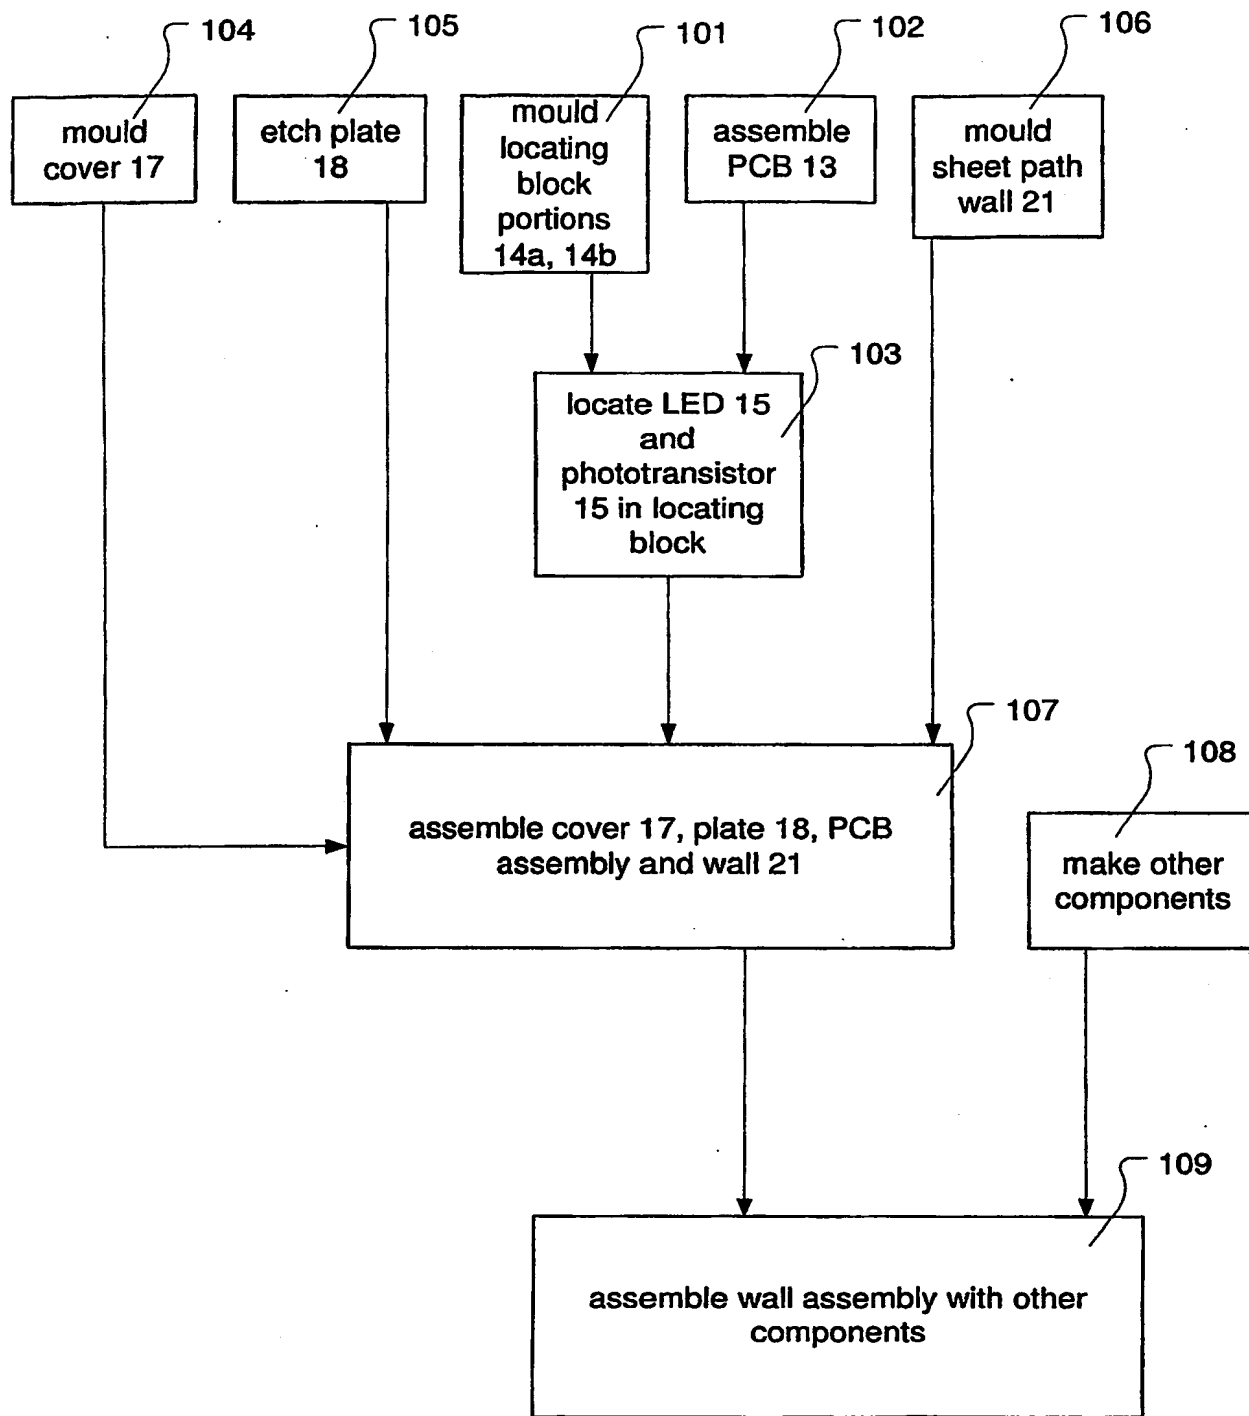 104
105
101
102
106
mould
cover 17
etch plate
18
mould
locating
block
portions
14a, 14b
assemble
PCB 13
mould
sheet path
wall 21
103
locate LED 15
and
phototransistor
15 in locating
block
107
assemble cover 17, plate 18, PCB
assembly and wall 21
108
make other
components
109
assemble wall assembly with other
components